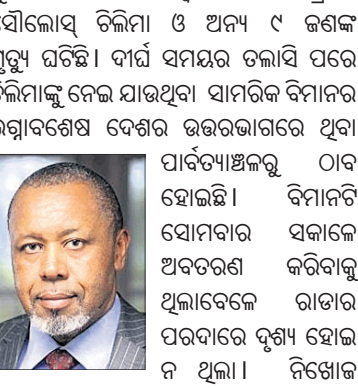 ସୌଲୋସ୍ ଚିଲିମା ଓ ଅନ୍ୟ ୯ ଜଣଙ୍କ
ମୃତ୍ୟୁ ଘଟିଛି। ଦୀର୍ଘ ସମୟର ତଲାସି ପରେ
ଚିଲିମାଙ୍କୁ ନେଇ ଯାଉଥିବା ସାମରିକ ବିମାନର
ଭଗ୍ନାବଶେଷ ଦେଶର ଉତ୍ତରଭାଗରେ ଥିବା
ପାର୍ବତ୍ୟାଞ୍ଚଳରୁ ଠାବ
ହୋଇଛି। ବିମାନଟି
ସୋମବାର ସକାଳେ
ଅବତରଣ କରିବାକୁ
ଥିଲାବେଳେ ରାଡାର
ପରଦାରେ ଦୃଶ୍ୟ ହୋଇ
ନ ଥିଲା। ନିଖୋଜ